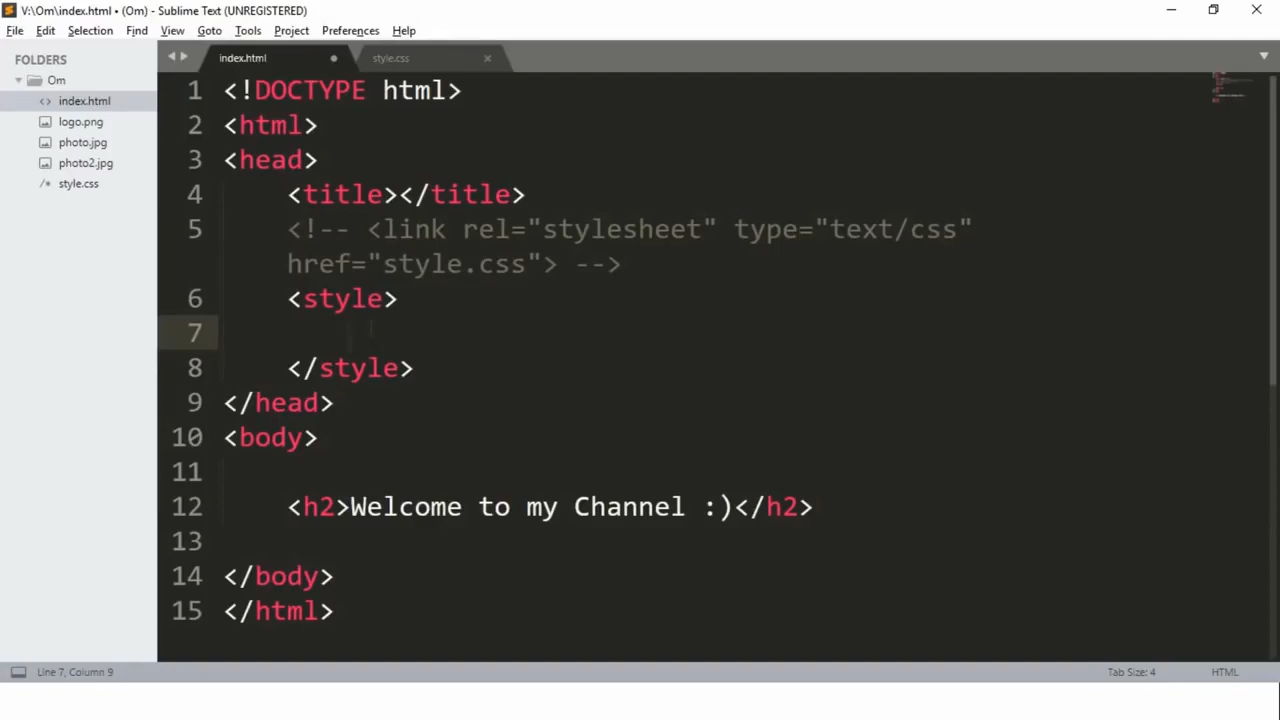 V:\Om\index.html • (Om) - Sublime Text (UNREGISTERED)
File Edit Selection Find View Goto Tools Project Preferences Help
FOLDERS
Om
index.html
logo.png
photo.jpg
photo2.jpg
style.css
index.html style.css
1 <!DOCTYPE html>
2 <html>
3 <head>
4 <title></title>
5 <!-- <link rel="stylesheet" type="text/css"
href="style.css"> -->
6 <style>
7
8 </style>
9 </head>
10 <body>
11
12 <h2>Welcome to my Channel :)</h2>
13
14 </body>
15 </html>
Line 7, Column 9 Tab Size: 4 HTML